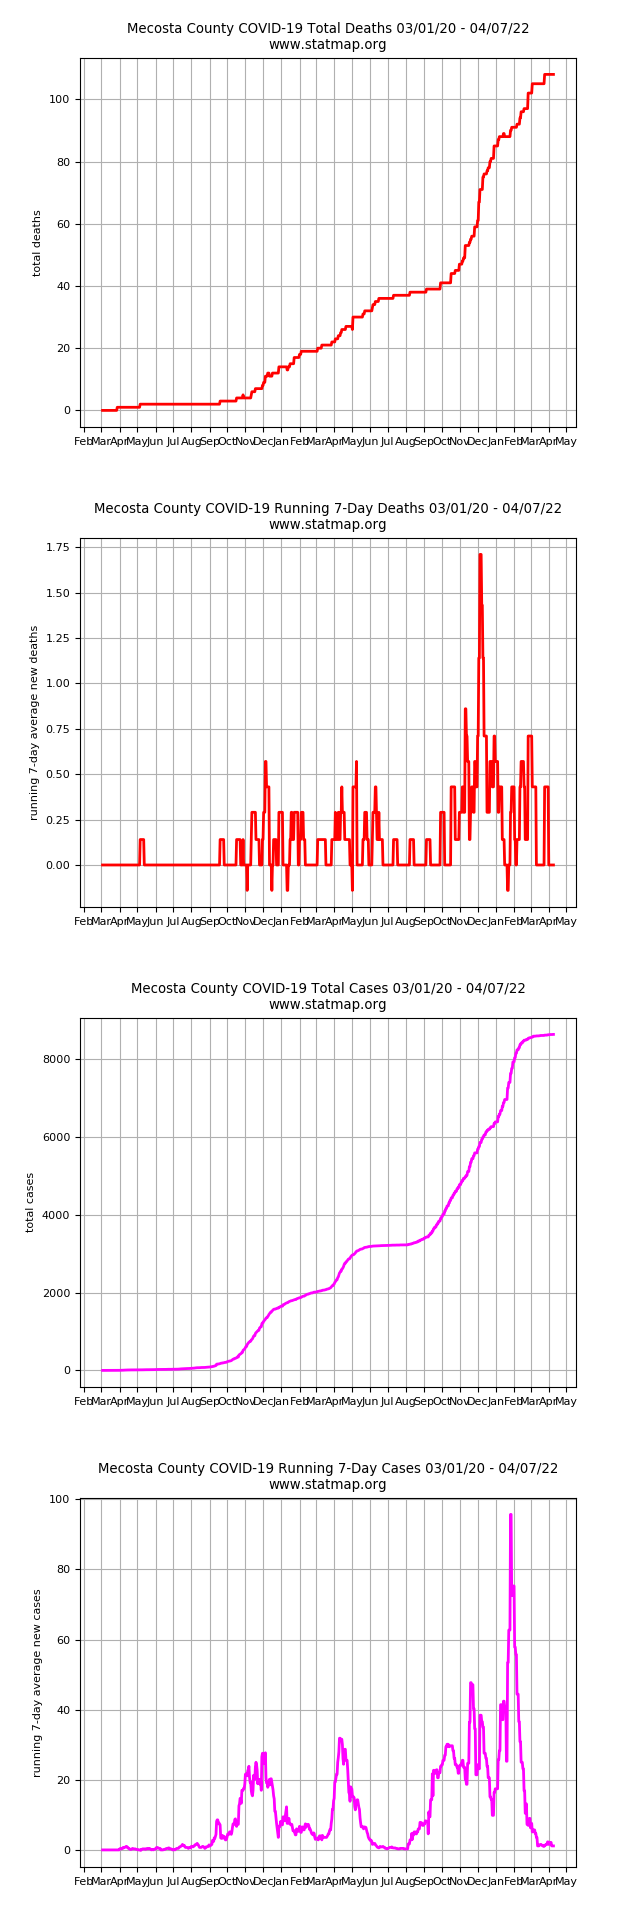 Mecosta County COVID-19 Total Deaths 03/01/20 - 04/07/22
www.statmap.org
100
80
60
40
20
0
total deaths
Feb Mar Apr May Jun Jul Aug Sep Oct Nov Dec Jan Feb Mar Apr May Jun Jul Aug Sep Oct Nov Dec Jan Feb Mar Apr May
Mecosta County COVID-19 Running 7-Day Deaths 03/01/20 - 04/07/22
www.statmap.org
1.75
1.50
1.25
1.00
0.75
0.50
0.25
0.00
running 7-day average new deaths
Feb Mar Apr May Jun Jul Aug Sep Oct Nov Dec Jan Feb Mar Apr May Jun Jul Aug Sep Oct Nov Dec Jan Feb Mar Apr May
Mecosta County COVID-19 Total Cases 03/01/20 - 04/07/22
www.statmap.org
8000
6000
4000
2000
0
total cases
Feb Mar Apr May Jun Jul Aug Sep Oct Nov Dec Jan Feb Mar Apr May Jun Jul Aug Sep Oct Nov Dec Jan Feb Mar Apr May
Mecosta County COVID-19 Running 7-Day Cases 03/01/20 - 04/07/22
www.statmap.org
100
80
60
40
20
0
running 7-day average new cases
Feb Mar Apr May Jun Jul Aug Sep Oct Nov Dec Jan Feb Mar Apr May Jun Jul Aug Sep Oct Nov Dec Jan Feb Mar Apr May